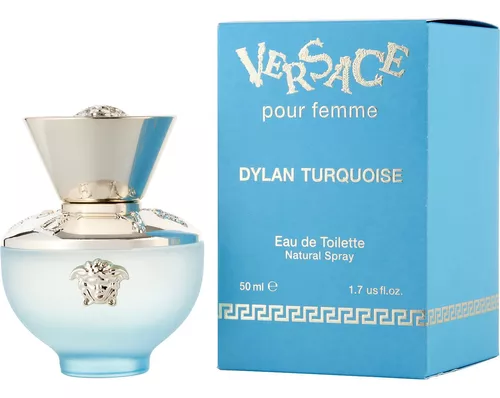 VERSACE
pour femme
DYLAN TURQUOISE
Eau de Toilette
Natural Spray
50 ml ℮ 1.7 us fl.oz.